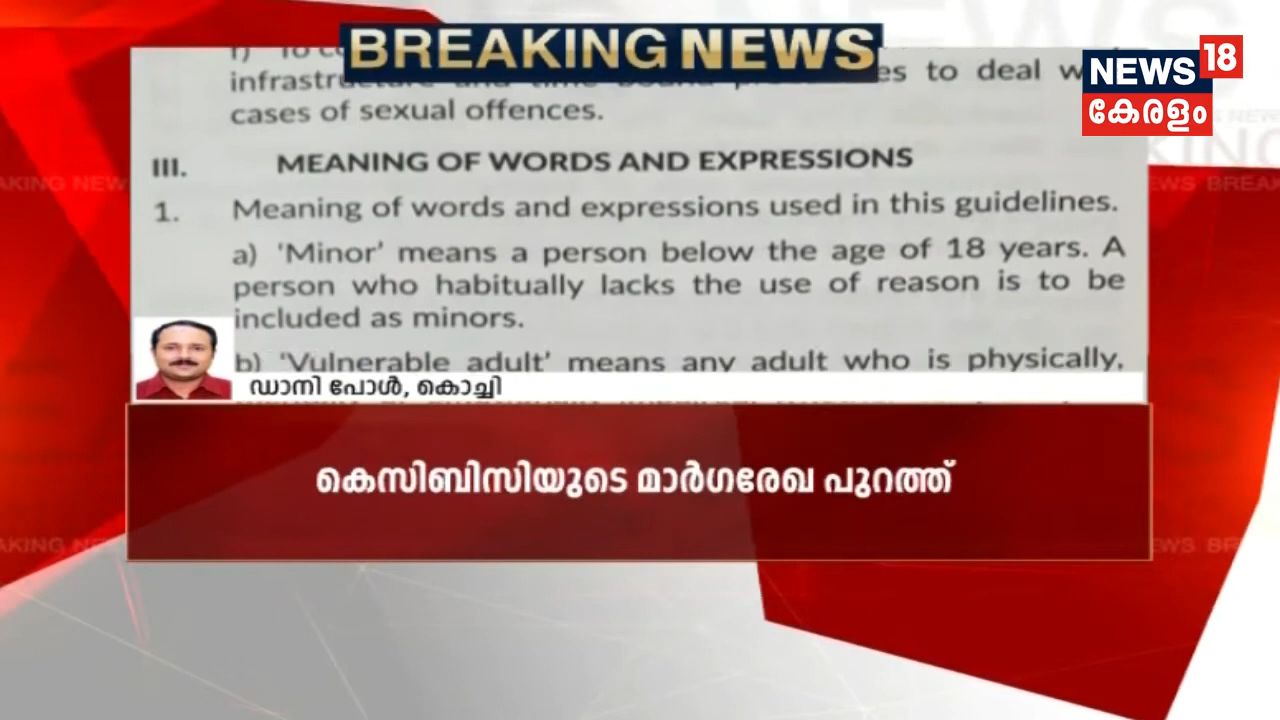 BREAKING NEWS
NEWS 18
കേരളം
infrastructure and time bound es to deal
cases of sexual offences.
III. MEANING OF WORDS AND EXPRESSIONS
1. Meaning of words and expressions used in this guidelines.
a) ‘Minor’ means a person below the age of 18 years. A
person who habitually lacks the use of reason is to be
included as minors.
b) ‘Vulnerable adult’ means any adult who is physically,
ഡാനി പോൾ, കൊച്ചി
കെസിബിസിയുടെ മാർഗരേഖ പുറത്ത്